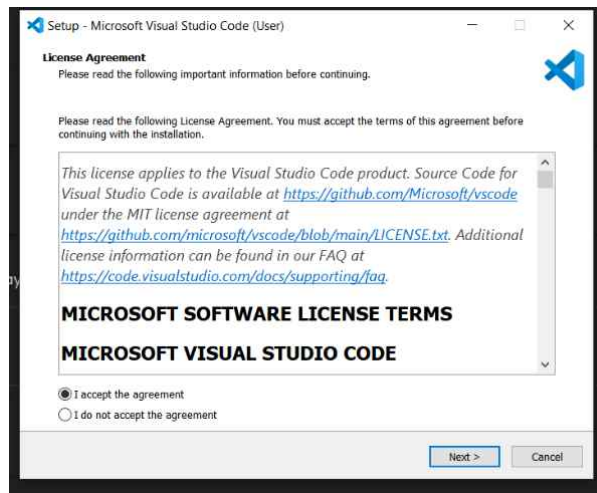 Setup - Microsoft Visual Studio Code (User)
License Agreement
Please read the following important information before continuing.
Please read the following License Agreement. You must accept the terms of this agreement before
continuing with the installation.
This license applies to the Visual Studio Code product. Source Code for
Visual Studio Code is available at https://github.com/Microsoft/vscode
under the MIT license agreement at
https://github.com/microsoft/vscode/blob/main/LICENSE.txt. Additional
license information can be found in our FAQ at
https://code.visualstudio.com/docs/supporting/faq.
MICROSOFT SOFTWARE LICENSE TERMS
MICROSOFT VISUAL STUDIO CODE
I accept the agreement
I do not accept the agreement
Next >
Cancel